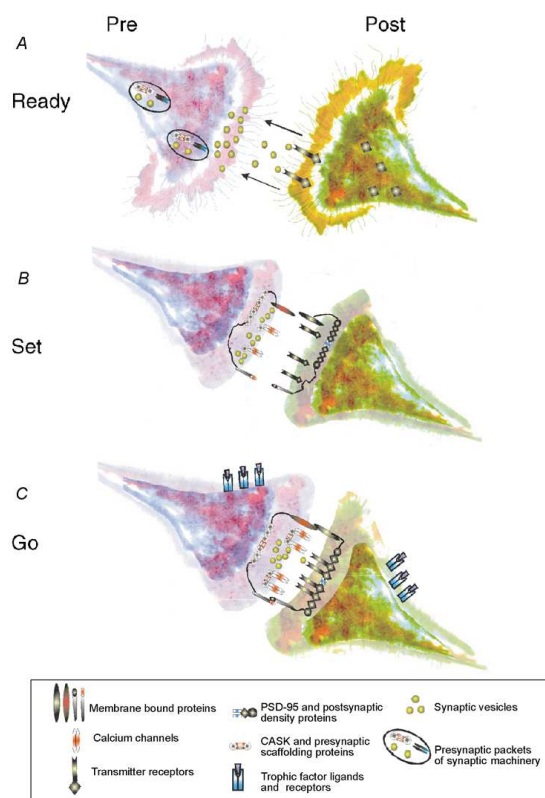 Pre
Post
A
Ready
B
Set
C
Go
Membrane bound proteins
Calcium channels
Transmitter receptors
PSD-95 and postsynaptic
density proteins
CASK and presynaptic
scaffolding proteins
Trophic factor ligands
and receptors
Synaptic vesicles
Presynaptic packets
of synaptic machinery